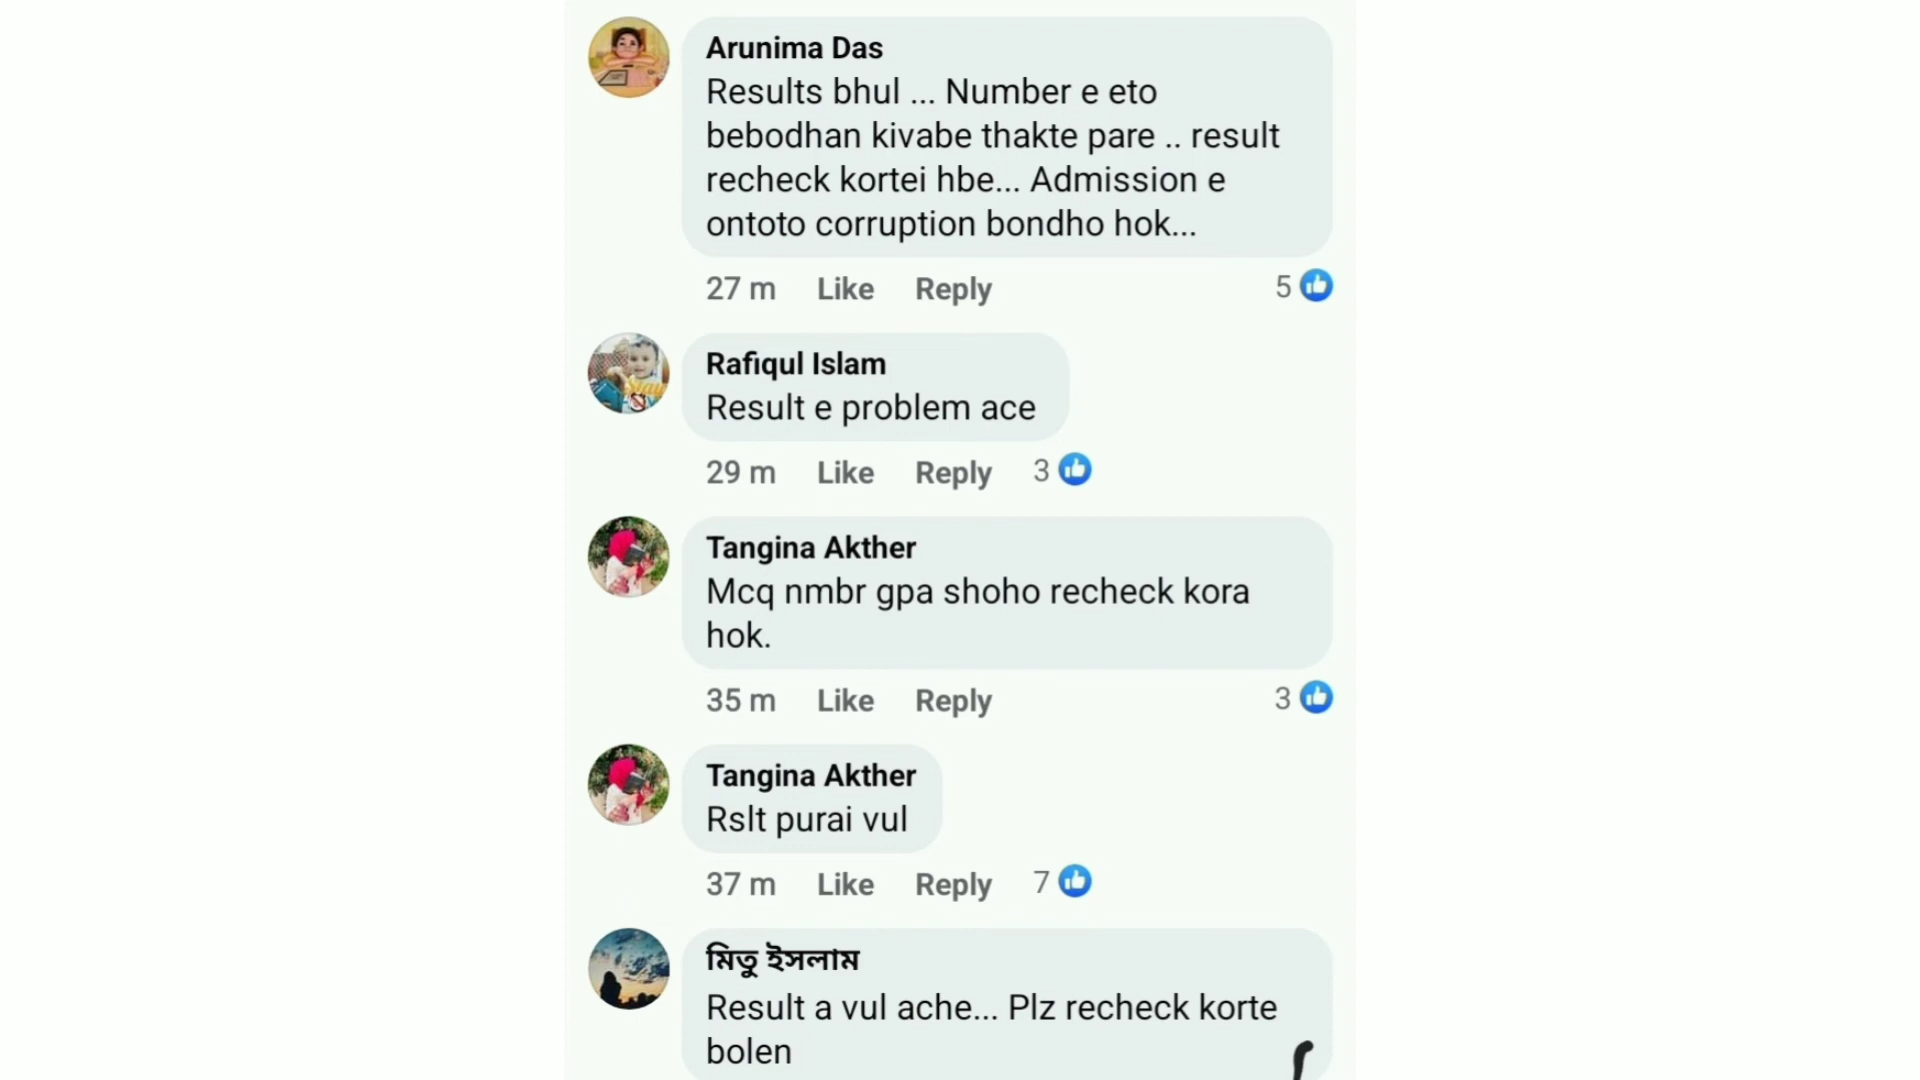 Arunima Das
Results bhul ... Number e eto
bebodhan kivabe thakte pare .. result
recheck kortei hbe... Admission e
ontoto corruption bondho hok...
27 m Like Reply 5
Rafiqul Islam
Result e problem ace
29 m Like Reply 3
Tangina Akther
Mcq nmbr gpa shoho recheck kora
hok.
35 m Like Reply 3
Tangina Akther
Rslt purai vul
37 m Like Reply 7
মিতু ইসলাম
Result a vul ache... Plz recheck korte
bolen